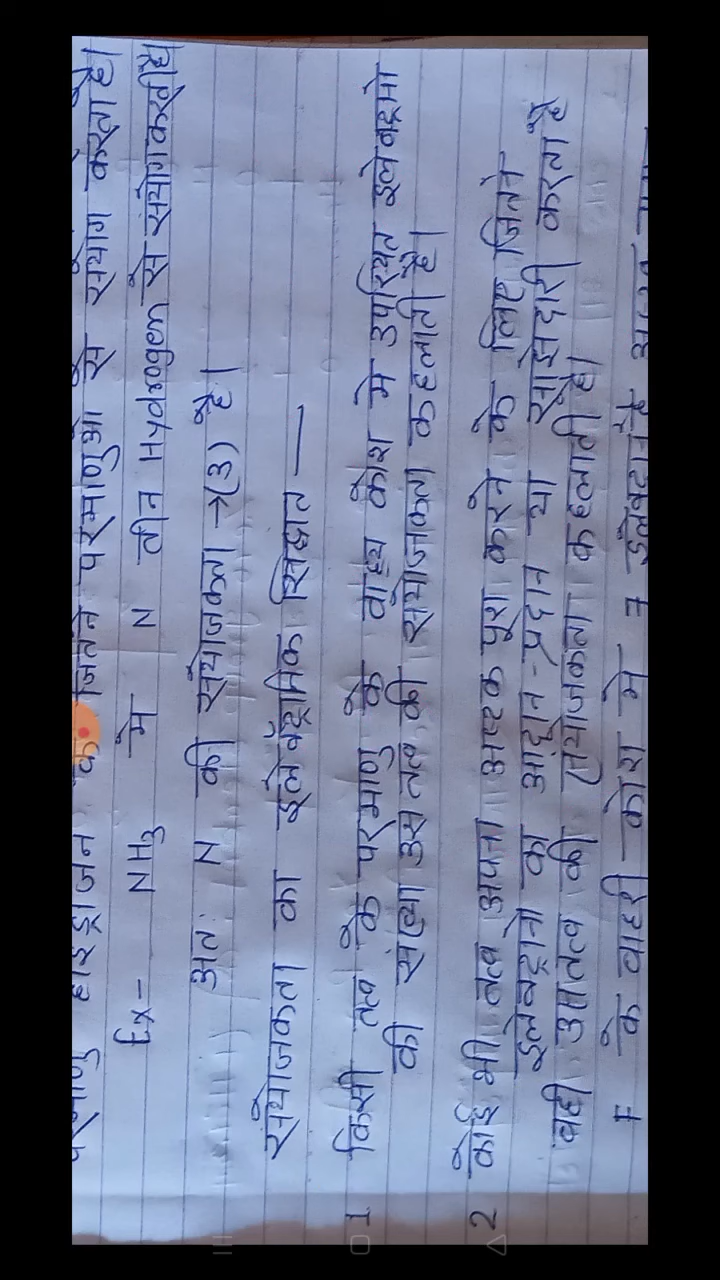 परमाणु हाइड्रोजन के जितने परमाणुओ से संयोग करता है।
Ex- NH₃ मे N तीन Hydrogen से संयोग करती है।
अतः N की संयोजकता →(3) है।
संयोजकता का इलेक्ट्रॉनिक सिद्धांत —
1 किसी तत्व के परमाणु के वाह्य कोश मे उपस्थित इलेक्ट्रानो
की संख्या उस तत्व की संयोजकता कहलाती है।
2 कोई भी तत्व अपना अष्टक पूरा करने के लिए जितने
इलेक्ट्रानो का आदान-प्रदान या साझेदारी करता है
वही की संयोजकता कहलाती है।
F के वाहरी कोश मे 7 इलेक्ट्रान है